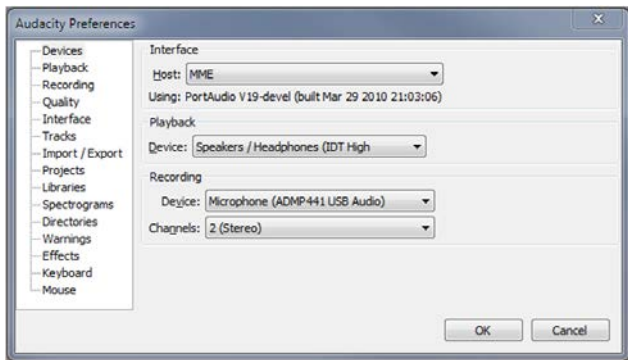 Audacity Preferences
Devices
Playback
Recording
Quality
Interface
Tracks
Import / Export
Projects
Libraries
Spectrograms
Directories
Warnings
Effects
Keyboard
Mouse
Interface
Host: MME
Using: PortAudio V19-devel (built Mar 29 2010 21:03:06)
Playback
Device: Speakers / Headphones (IDT High
Recording
Device: Microphone (ADMP441 USB Audio)
Channels: 2 (Stereo)
OK Cancel